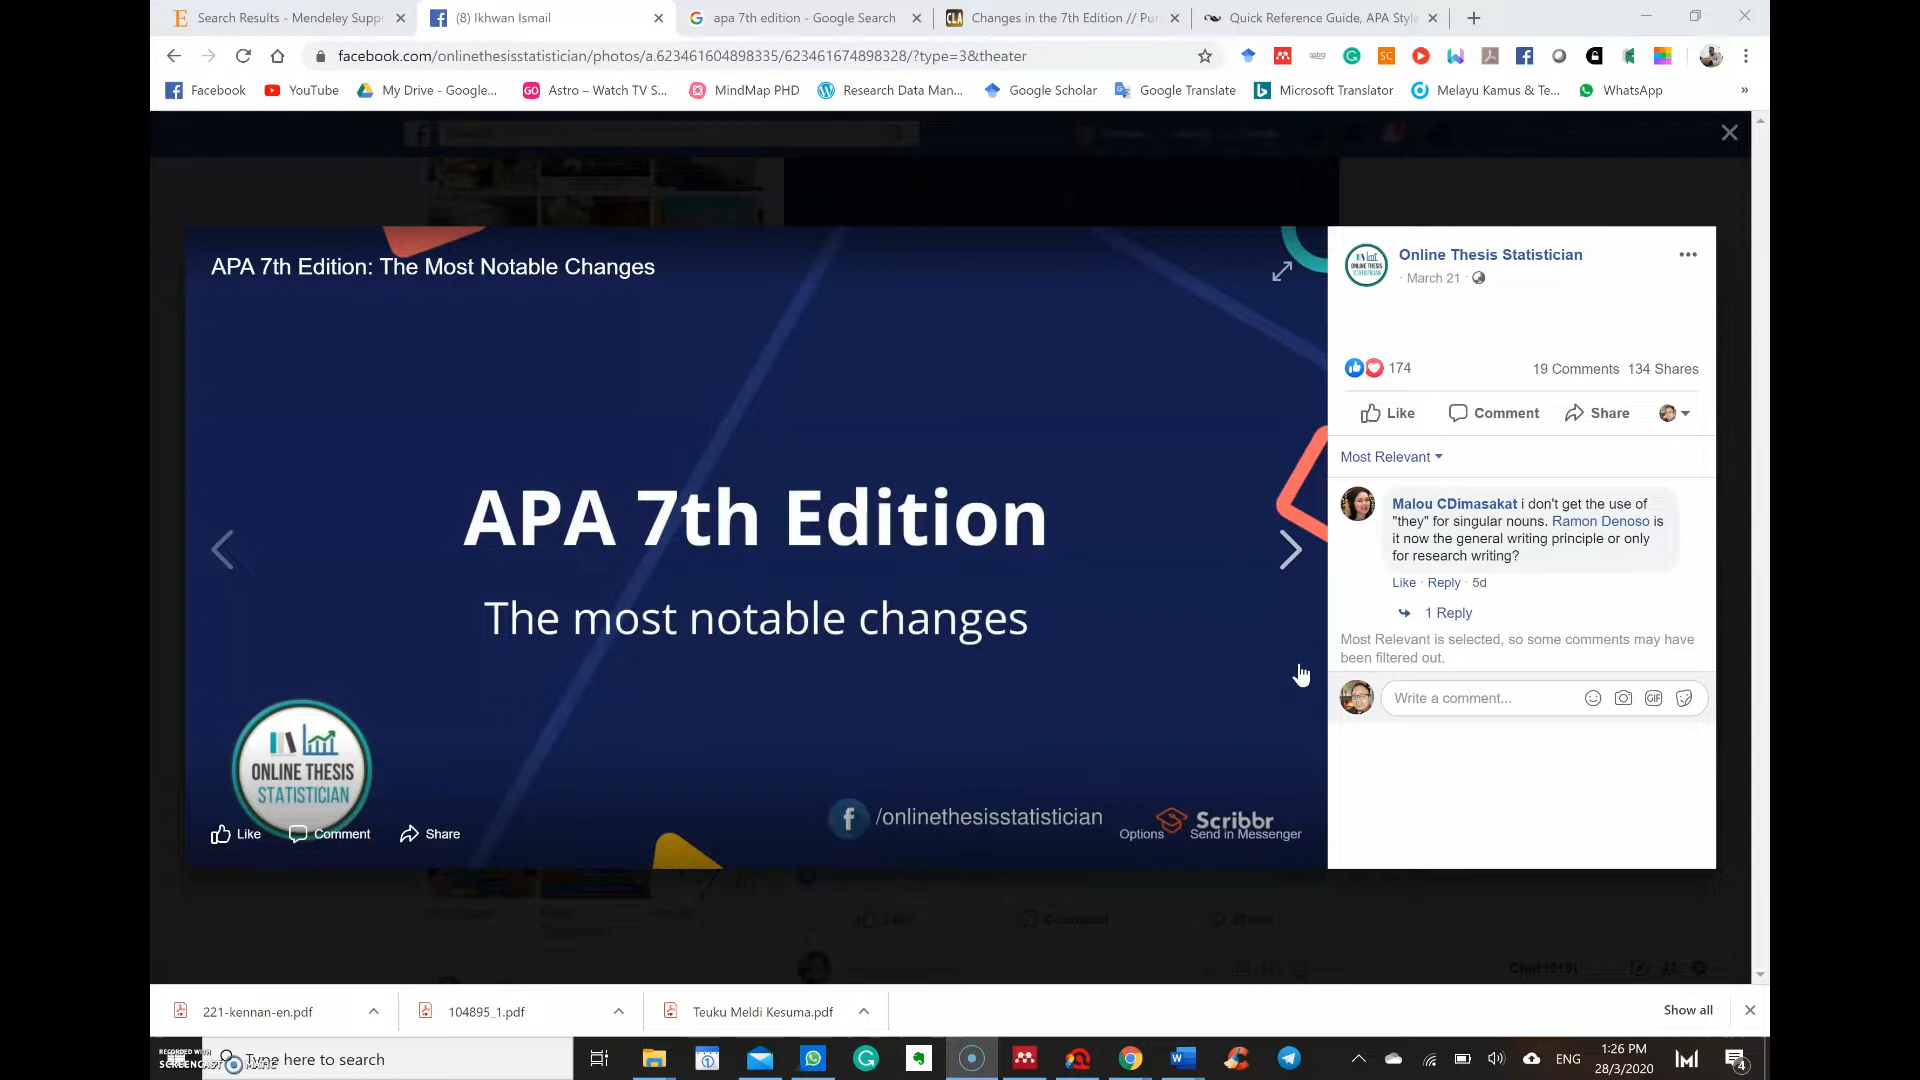 Search Results - Mendeley Supp
(8) Ikhwan Ismail
apa 7th edition - Google Search
Changes in the 7th Edition // Pur
Quick Reference Guide, APA Style
facebook.com/onlinethesisstatistician/photos/a.623461604898335/623461674898328/?type=3&theater
Facebook
YouTube
My Drive - Google...
Astro – Watch TV S...
MindMap PHD
Research Data Man...
Google Scholar
Google Translate
Microsoft Translator
Melayu Kamus & Te...
WhatsApp
APA 7th Edition: The Most Notable Changes
APA 7th Edition
The most notable changes
ONLINE THESIS
STATISTICIAN
/onlinethesisstatistician
Scribbr
Like
Comment
Share
Options
Send in Messenger
Online Thesis Statistician
· March 21 ·
174
19 Comments 134 Shares
Like
Comment
Share
Most Relevant
Malou CDimasakat i don't get the use of
"they" for singular nouns. Ramon Denoso is
it now the general writing principle or only
for research writing?
Like · Reply · 5d
1 Reply
Most Relevant is selected, so some comments may have
been filtered out.
Write a comment...
GIF
221-kennan-en.pdf
104895_1.pdf
Teuku Meldi Kesuma.pdf
Show all
RECORDED WITH
SCREENCAST MATIC
Type here to search
ENG
1:26 PM
28/3/2020
4